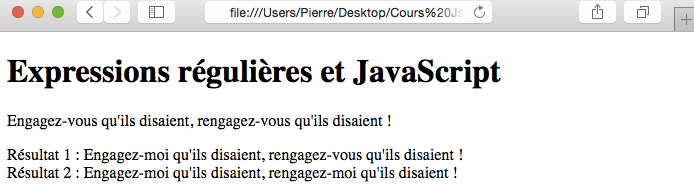 file:///Users/Pierre/Desktop/Cours%20Js
Expressions régulières et JavaScript
Engagez-vous qu'ils disaient, rengagez-vous qu'ils disaient !
Résultat 1 : Engagez-moi qu'ils disaient, rengagez-vous qu'ils disaient !
Résultat 2 : Engagez-moi qu'ils disaient, rengagez-moi qu'ils disaient !